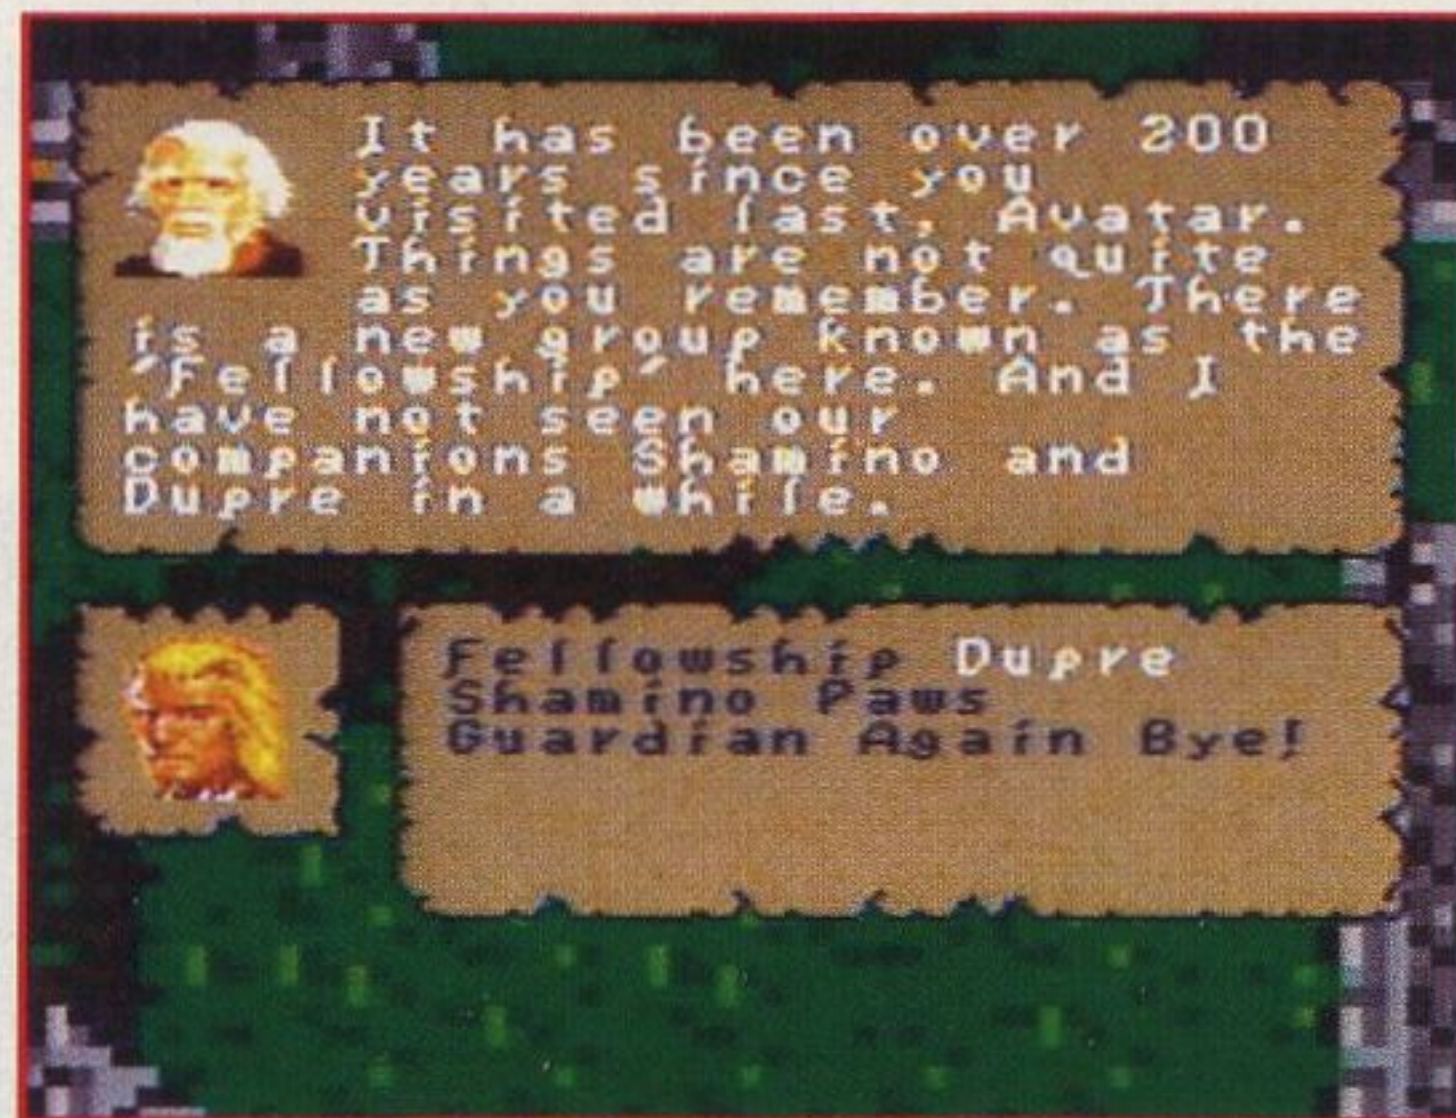 It has been over 200
years since you
visited last, Avatar.
Things are not quite
as you remember. There
is a new group known as the
'Fellowship' here. And I
have not seen our
companions Shamino and
Dupre in a while.
Fellowship Dupre
Shamino Paws
Guardian Again Bye!